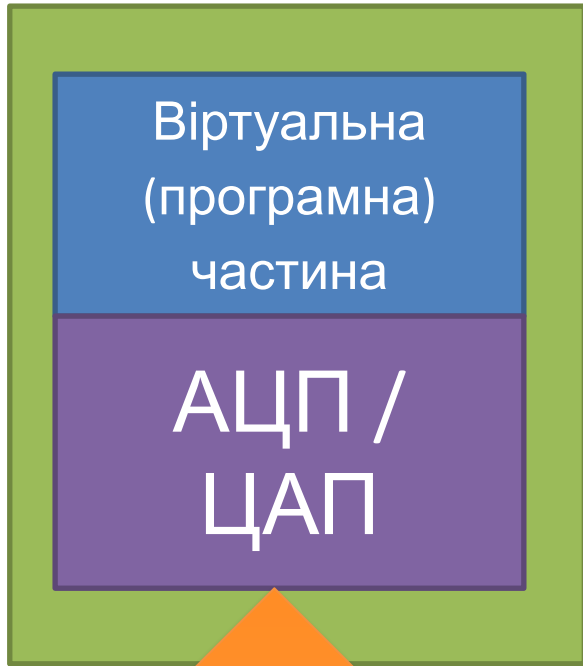 Віртуальна
(програмна)
частина
АЦП /
ЦАП